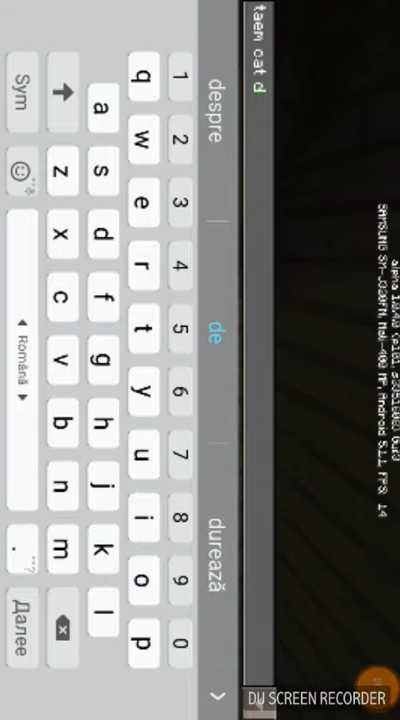 SAMSUNG SM-J320FN, Mali-400 MP, Android 5.1.1, FPS: 14
taem cat d
despre de durează
1 2 3 4 5 6 7 8 9 0
q w e r t y u i o p
a s d f g h j k l
z x c v b n m
Sym Română . Далее
DU SCREEN RECORDER